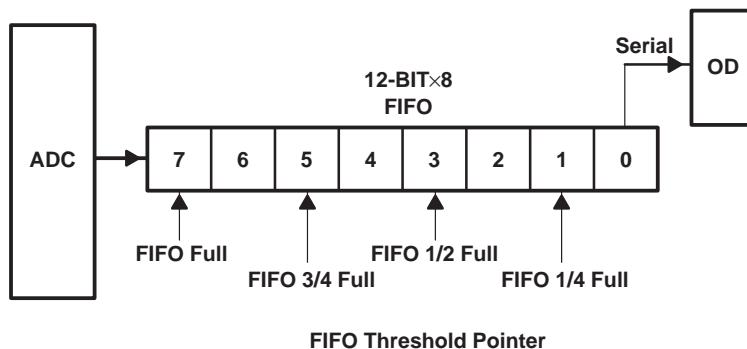 Serial
OD
12-BIT×8
FIFO
ADC
7 6 5 4 3 2 1 0
FIFO Full
FIFO 1/2 Full
FIFO 3/4 Full
FIFO 1/4 Full
FIFO Threshold Pointer